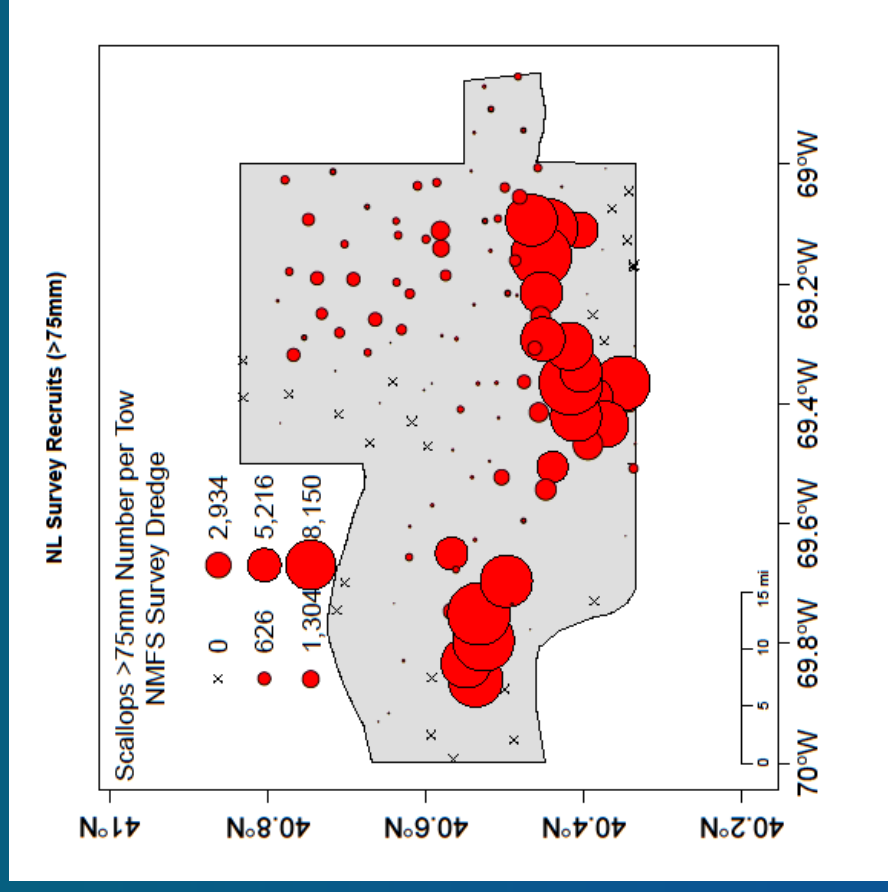 NL Survey Recruits (>75mm)
Scallops >75mm Number per Tow
NMFS Survey Dredge
0 2,934
626 5,216
1,304 8,150
41°N
40.8°N
40.6°N
40.4°N
40.2°N
70°W
69.8°W
69.6°W
69.4°W
69.2°W
69°W
0 5 10 15 mi